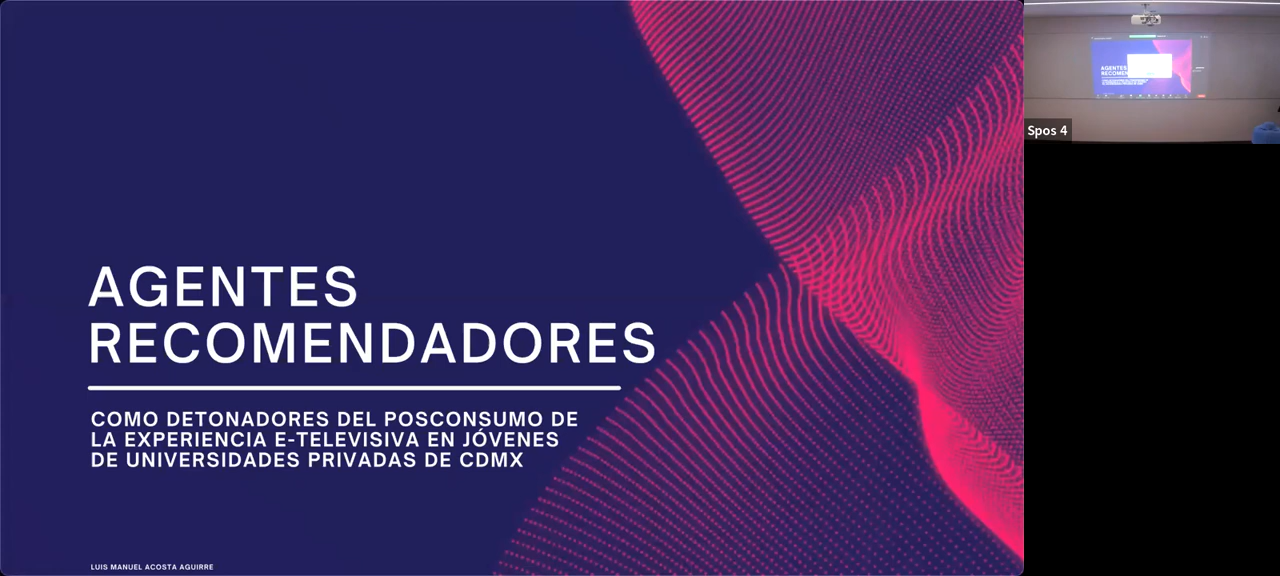 AGENTES
RECOMENDADORES
COMO DETONADORES DEL POSCONSUMO DE
LA EXPERIENCIA E-TELEVISIVA EN JÓVENES
DE UNIVERSIDADES PRIVADAS DE CDMX
LUIS MANUEL ACOSTA AGUIRRE
Spos 4